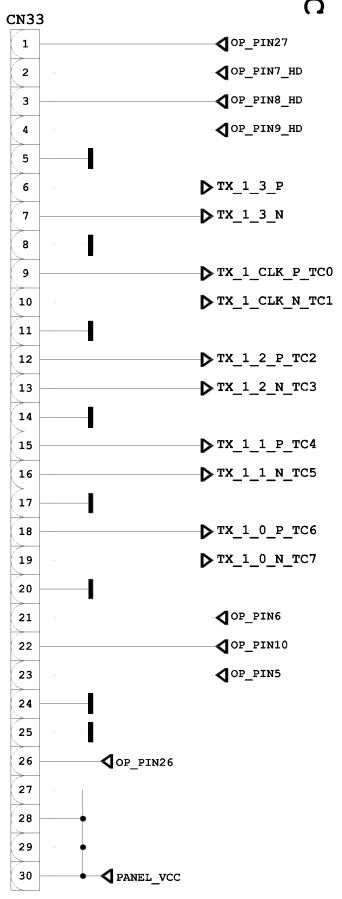 C
CN33
1 OP_PIN27
2 OP_PIN7_HD
3 OP_PIN8_HD
4 OP_PIN9_HD
5
6 TX_1_3_P
7 TX_1_3_N
8
9 TX_1_CLK_P_TC0
10 TX_1_CLK_N_TC1
11
12 TX_1_2_P_TC2
13 TX_1_2_N_TC3
14
15 TX_1_1_P_TC4
16 TX_1_1_N_TC5
17
18 TX_1_0_P_TC6
19 TX_1_0_N_TC7
20
21 OP_PIN6
22 OP_PIN10
23 OP_PIN5
24
25
26 OP_PIN26
27
28
29
30 PANEL_VCC